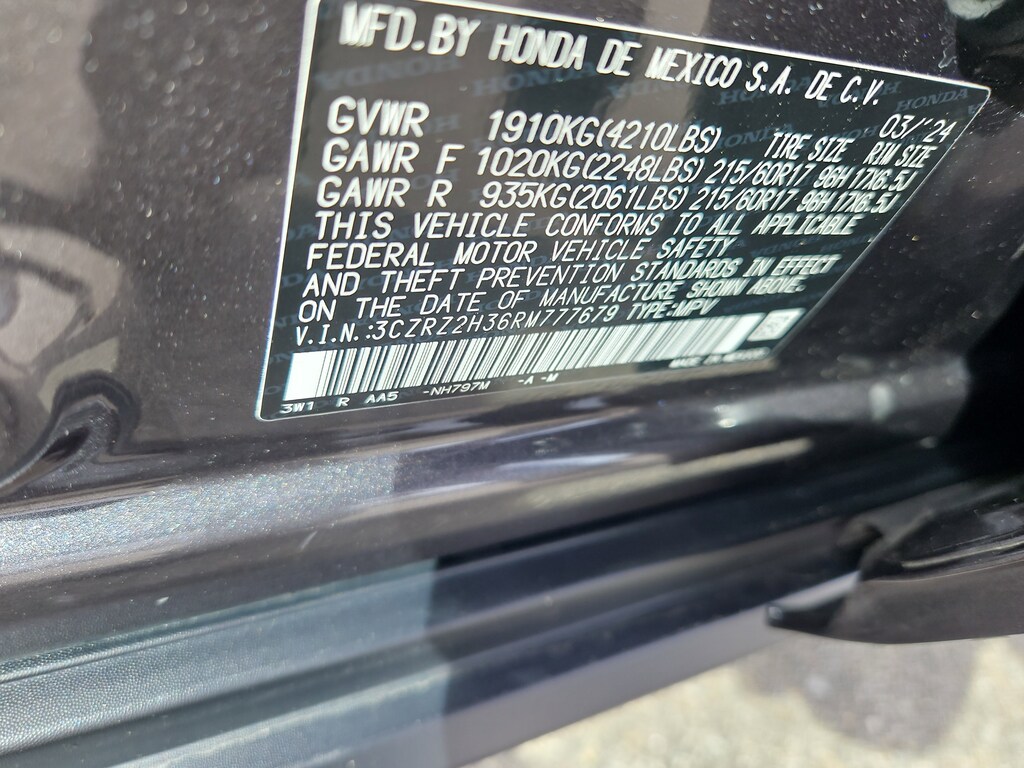 MFD. BY HONDA DE MEXICO S.A. DE C.V.
03/'24
GVWR 1910KG(4210LBS) TIRE SIZE RIM SIZE
GAWR F 1020KG(2248LBS) 215/60R17 96H 17X6.5J
GAWR R 935KG(2061LBS) 215/60R17 96H 17X6.5J
THIS VEHICLE CONFORMS TO ALL APPLICABLE
FEDERAL MOTOR VEHICLE SAFETY
AND THEFT PREVENTION STANDARDS IN EFFECT
ON THE DATE OF MANUFACTURE SHOWN ABOVE.
V.I.N.:3CZRZ2H36RM777679 TYPE:MPV
3W1 R AA5 -NH797M -A -M